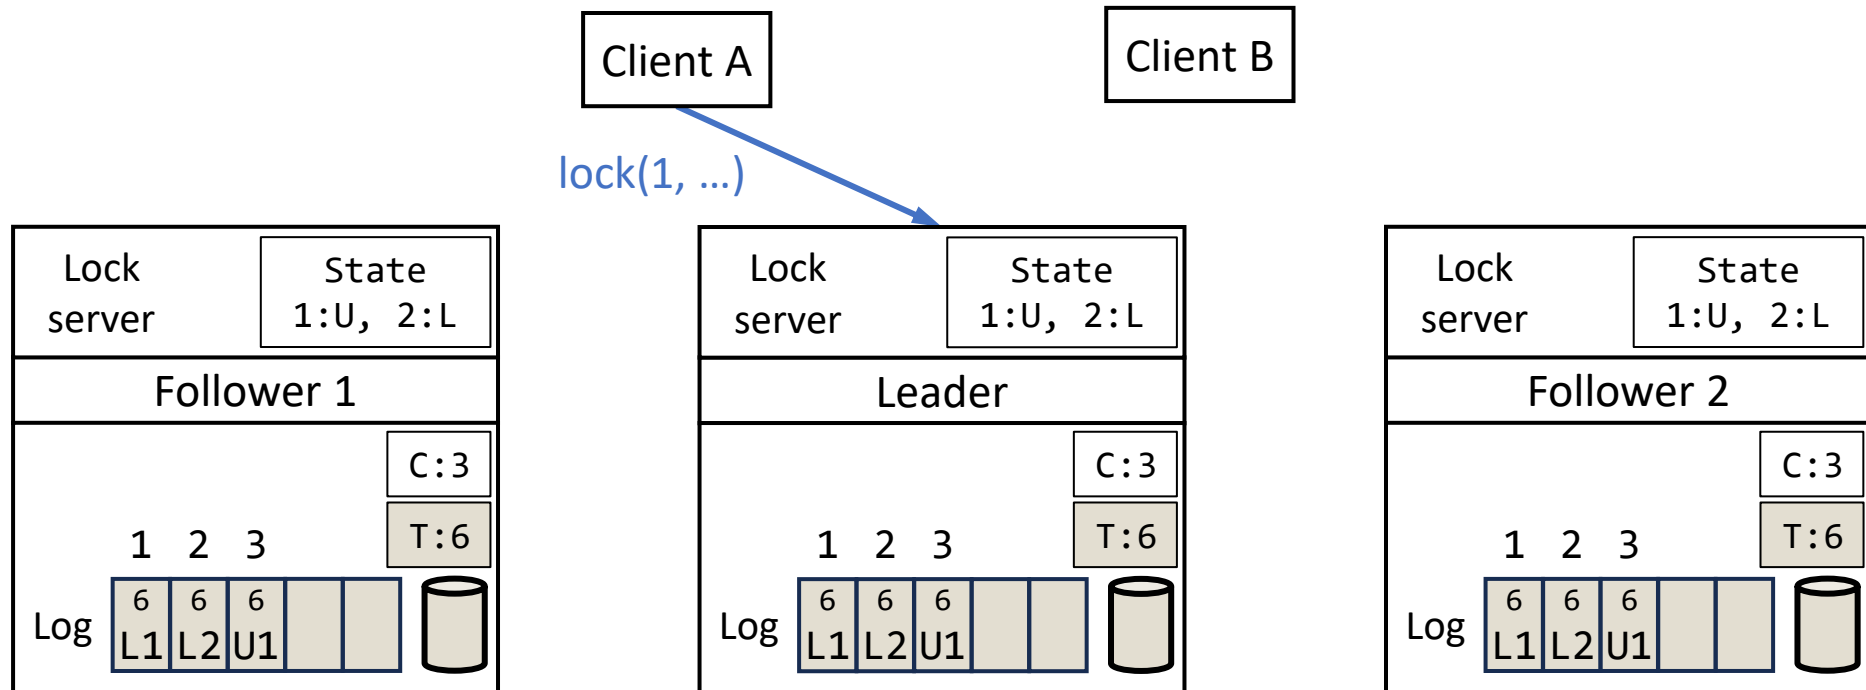 Client A
Client B
lock(1, …)
Lock
server
State
1:U, 2:L
Follower 1
C:3
T:6
1 2 3
6 6 6
Log
L1 L2 U1
Lock
server
State
1:U, 2:L
Leader
C:3
T:6
1 2 3
6 6 6
Log
L1 L2 U1
Lock
server
State
1:U, 2:L
Follower 2
C:3
T:6
1 2 3
6 6 6
Log
L1 L2 U1